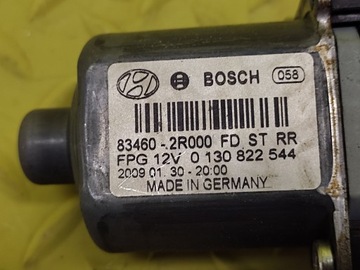 BOSCH 058
83460-.2R000 FD ST RR
FPG 12V 0 130 822 544
2009 01. 30 - 20:00
MADE IN GERMANY